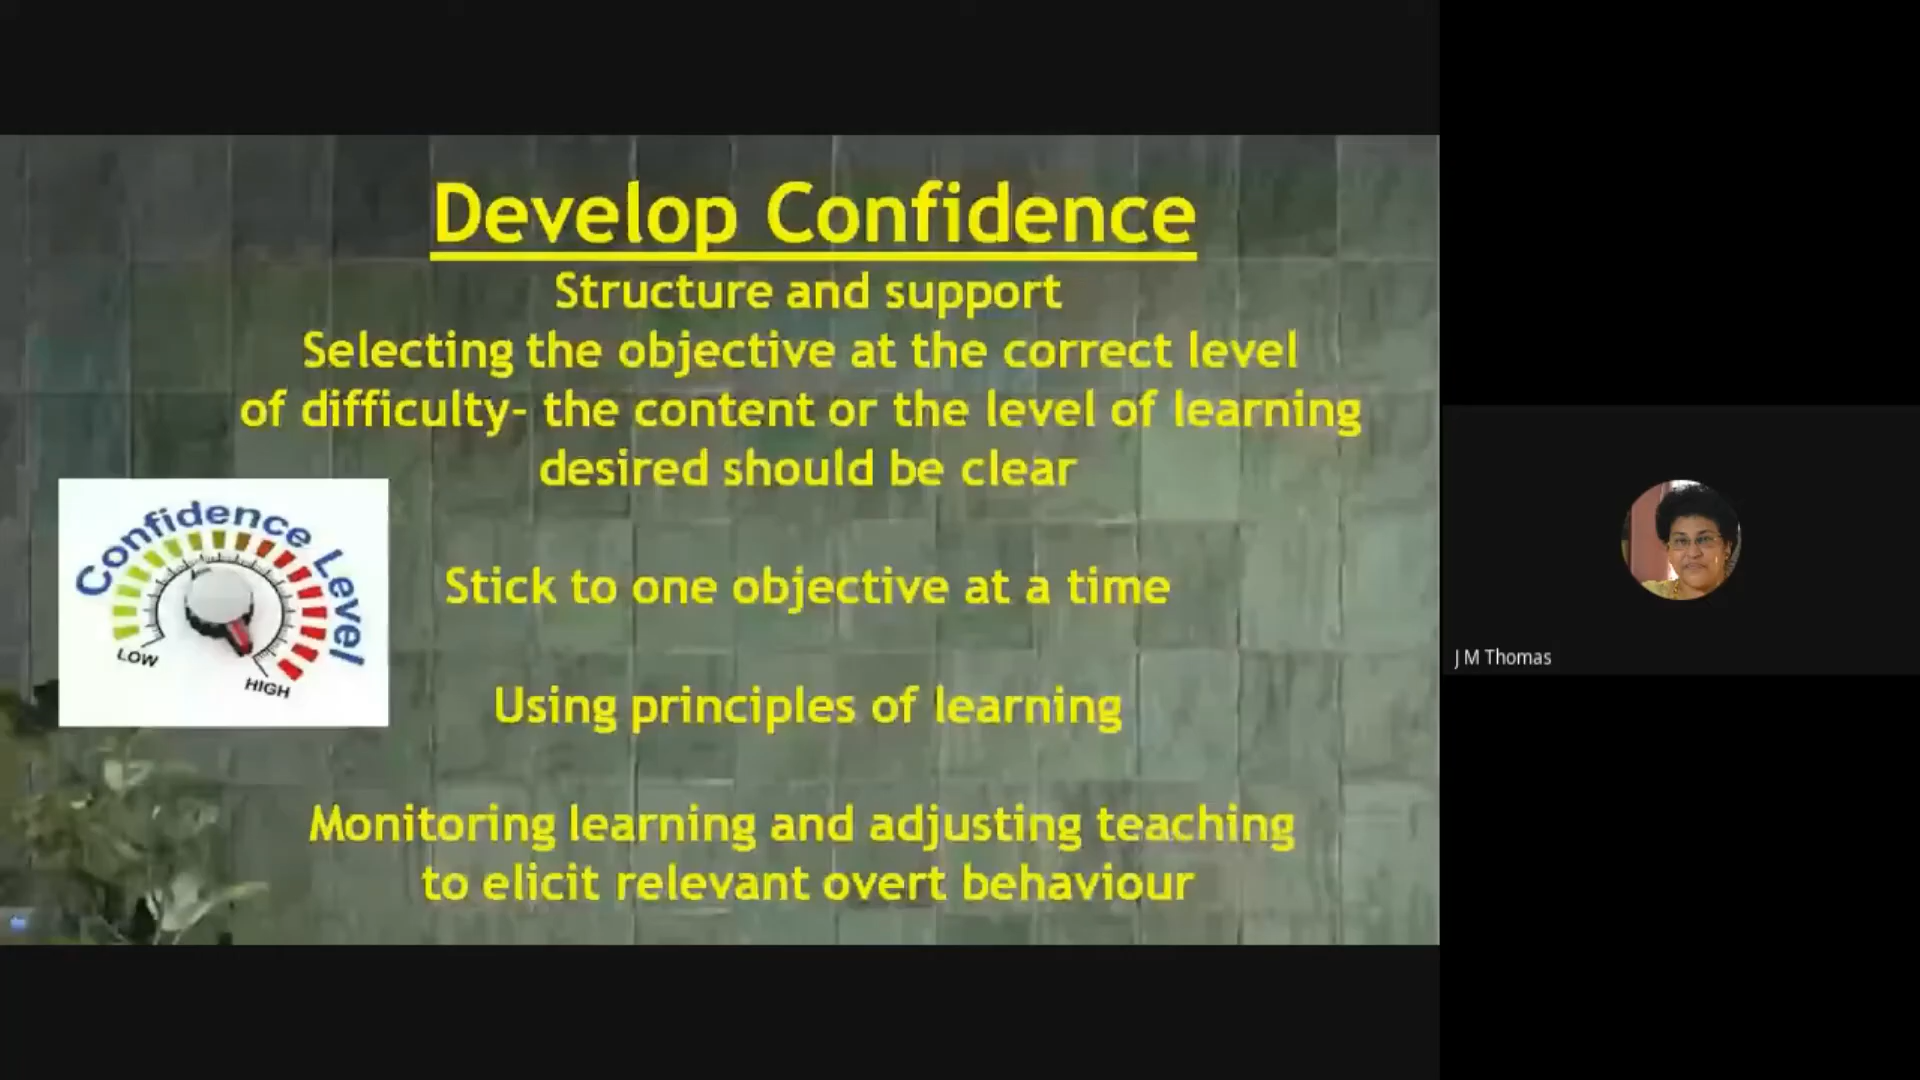 Develop Confidence
Structure and support
Selecting the objective at the correct level
of difficulty- the content or the level of learning
desired should be clear
Confidence Level
LOW
HIGH
Stick to one objective at a time
Using principles of learning
Monitoring learning and adjusting teaching
to elicit relevant overt behaviour
J M Thomas